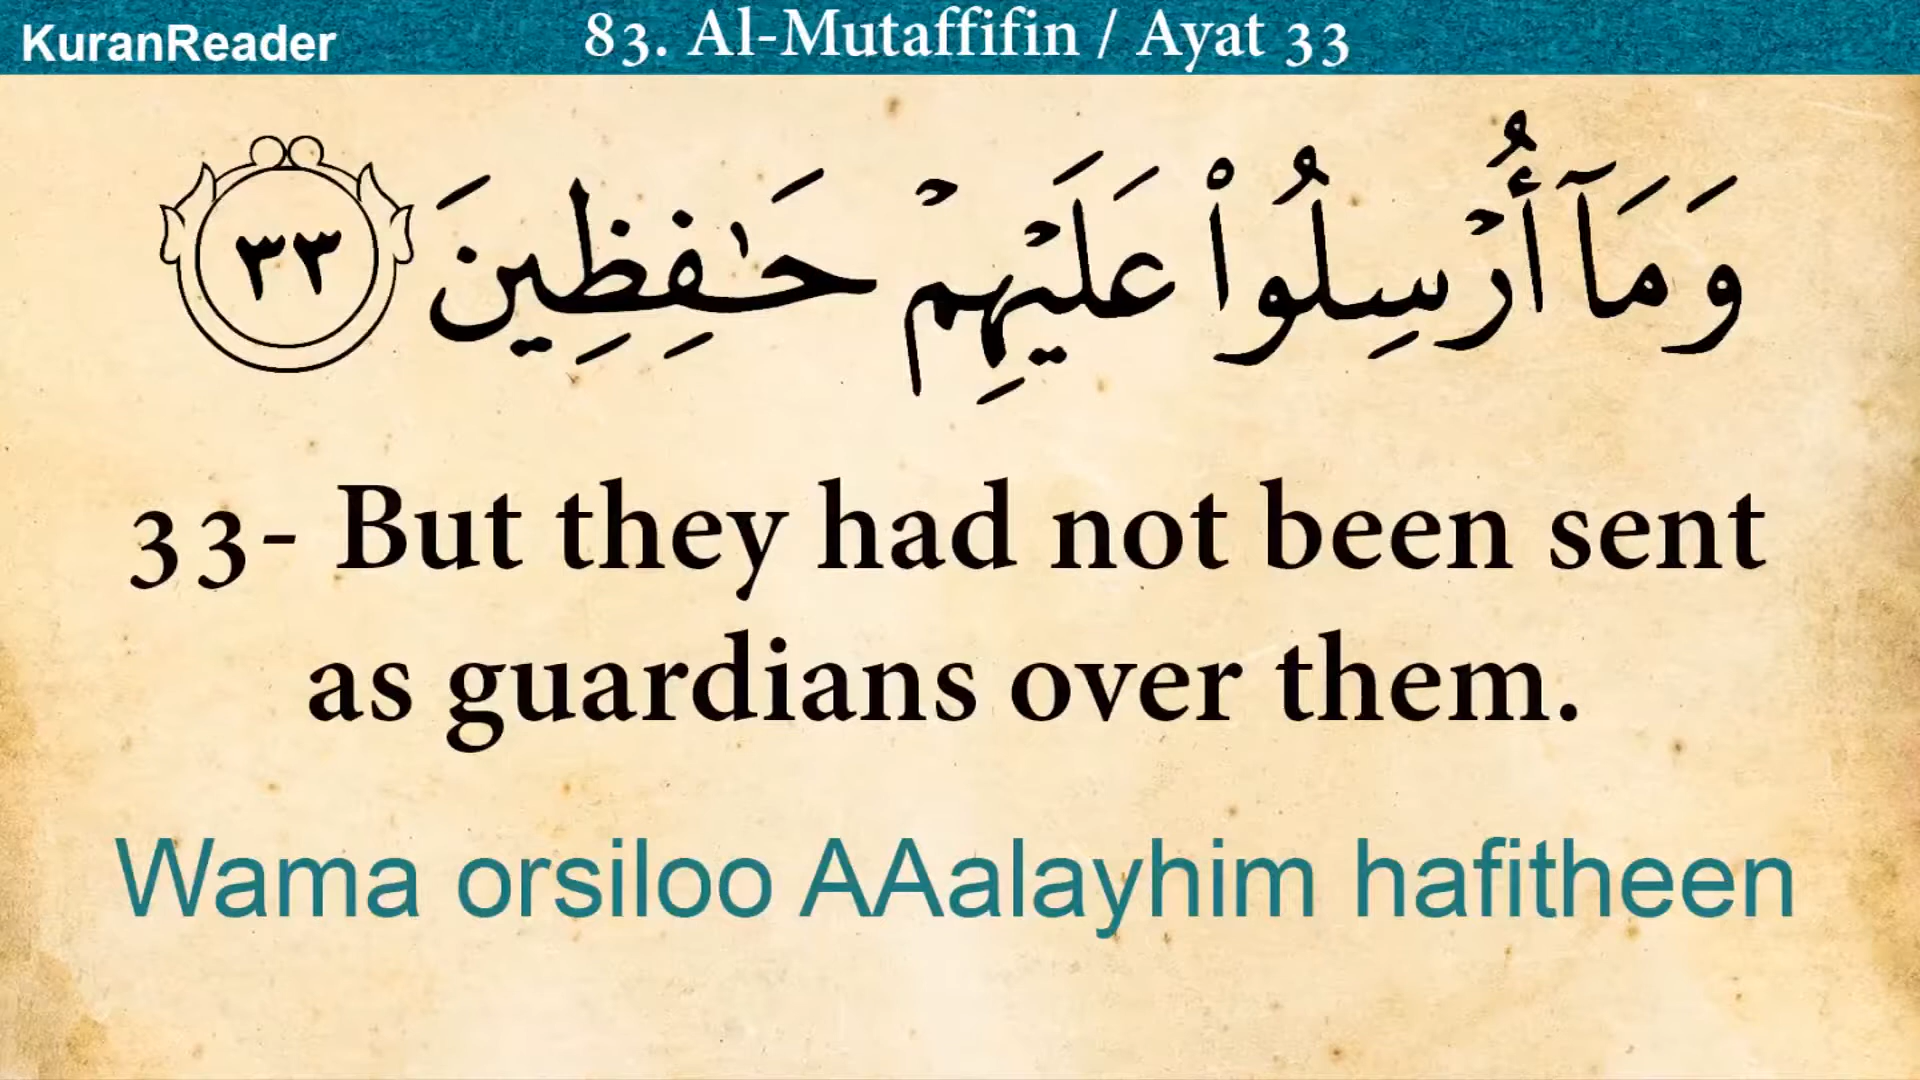 KuranReader
83. Al-Mutaffifin / Ayat 33
وَمَآ أُرْسِلُوا۟ عَلَيْهِمْ حَـٰفِظِينَ ٣٣
33- But they had not been sent
as guardians over them.
Wama orsiloo AAalayhim hafitheen